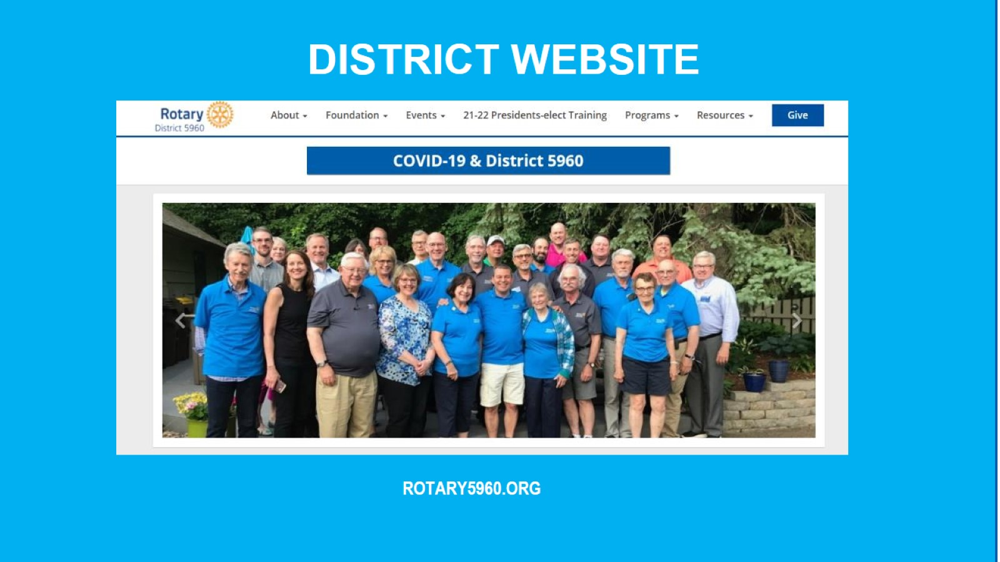 DISTRICT WEBSITE
Rotary
District 5960
About Foundation Events 21-22 Presidents-elect Training Programs Resources Give
COVID-19 & District 5960
ROTARY5960.ORG